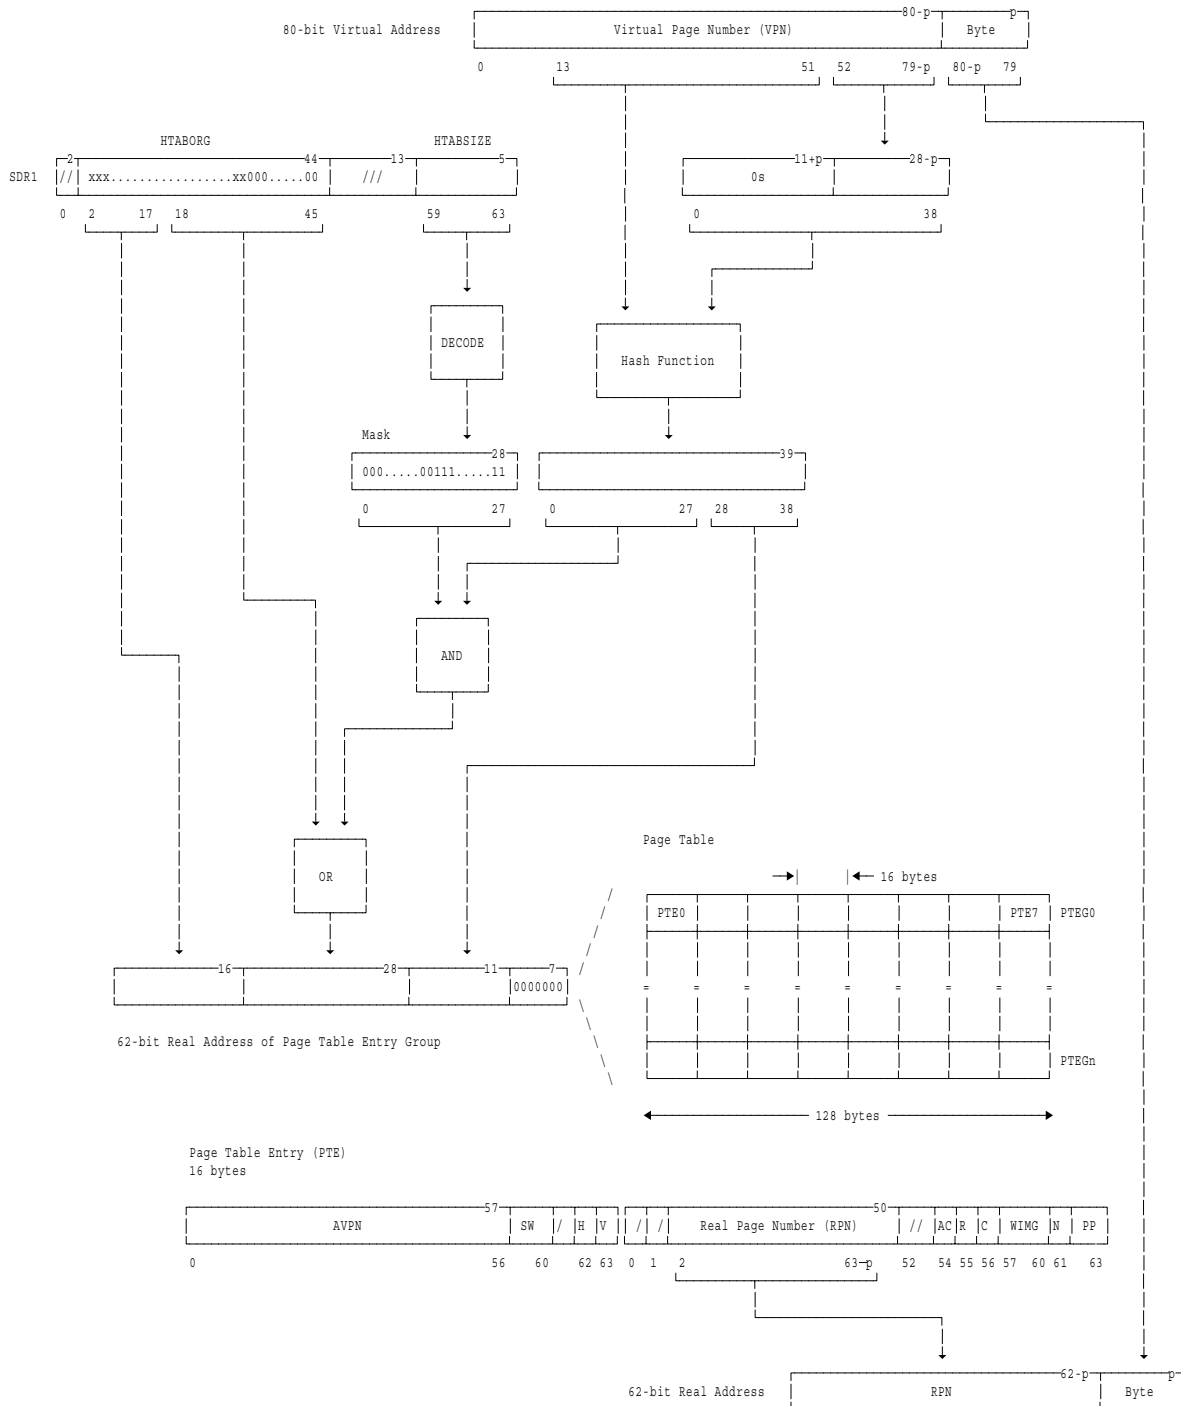 80-p p
80-bit Virtual Address Virtual Page Number (VPN) Byte
0 13 51 52 79-p 80-p 79
HTABORG HTABSIZE
2 44 13 5 11+p 28-p
SDR1 // xxx.................xx000.....00 /// 0s
0 2 17 18 45 59 63 0 38
DECODE
Hash Function
Mask
28 39
000.....00111.....11
0 27 0 27 28 38
AND
Page Table
OR
16 bytes
PTE0 PTE7 PTEG0
16 28 11 7
0000000
= = = = = = = = =
62-bit Real Address of Page Table Entry Group
PTEGn
128 bytes
Page Table Entry (PTE)
16 bytes
57 50
AVPN SW / H V / / Real Page Number (RPN) // AC R C WIMG N PP
0 56 60 62 63 0 1 2 63-p 52 54 55 56 57 60 61 63
62-p p
62-bit Real Address RPN Byte